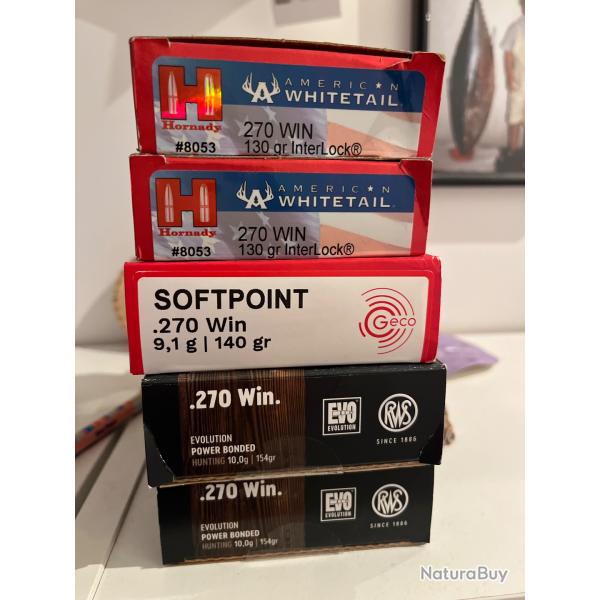 AMERICAN
WHITETAIL
Hornady
270 WIN
#8053
130 gr InterLock®
AMERICAN
WHITETAIL
Hornady
270 WIN
#8053
130 gr InterLock®
SOFTPOINT
.270 Win
9,1 g | 140 gr
Geco
.270 Win.
EVO
EVOLUTION
RWS
SINCE 1886
EVOLUTION
POWER BONDED
HUNTING 10,0g | 154gr
.270 Win.
EVO
EVOLUTION
RWS
SINCE 1886
EVOLUTION
POWER BONDED
HUNTING 10,0g | 154gr
NaturaBuy